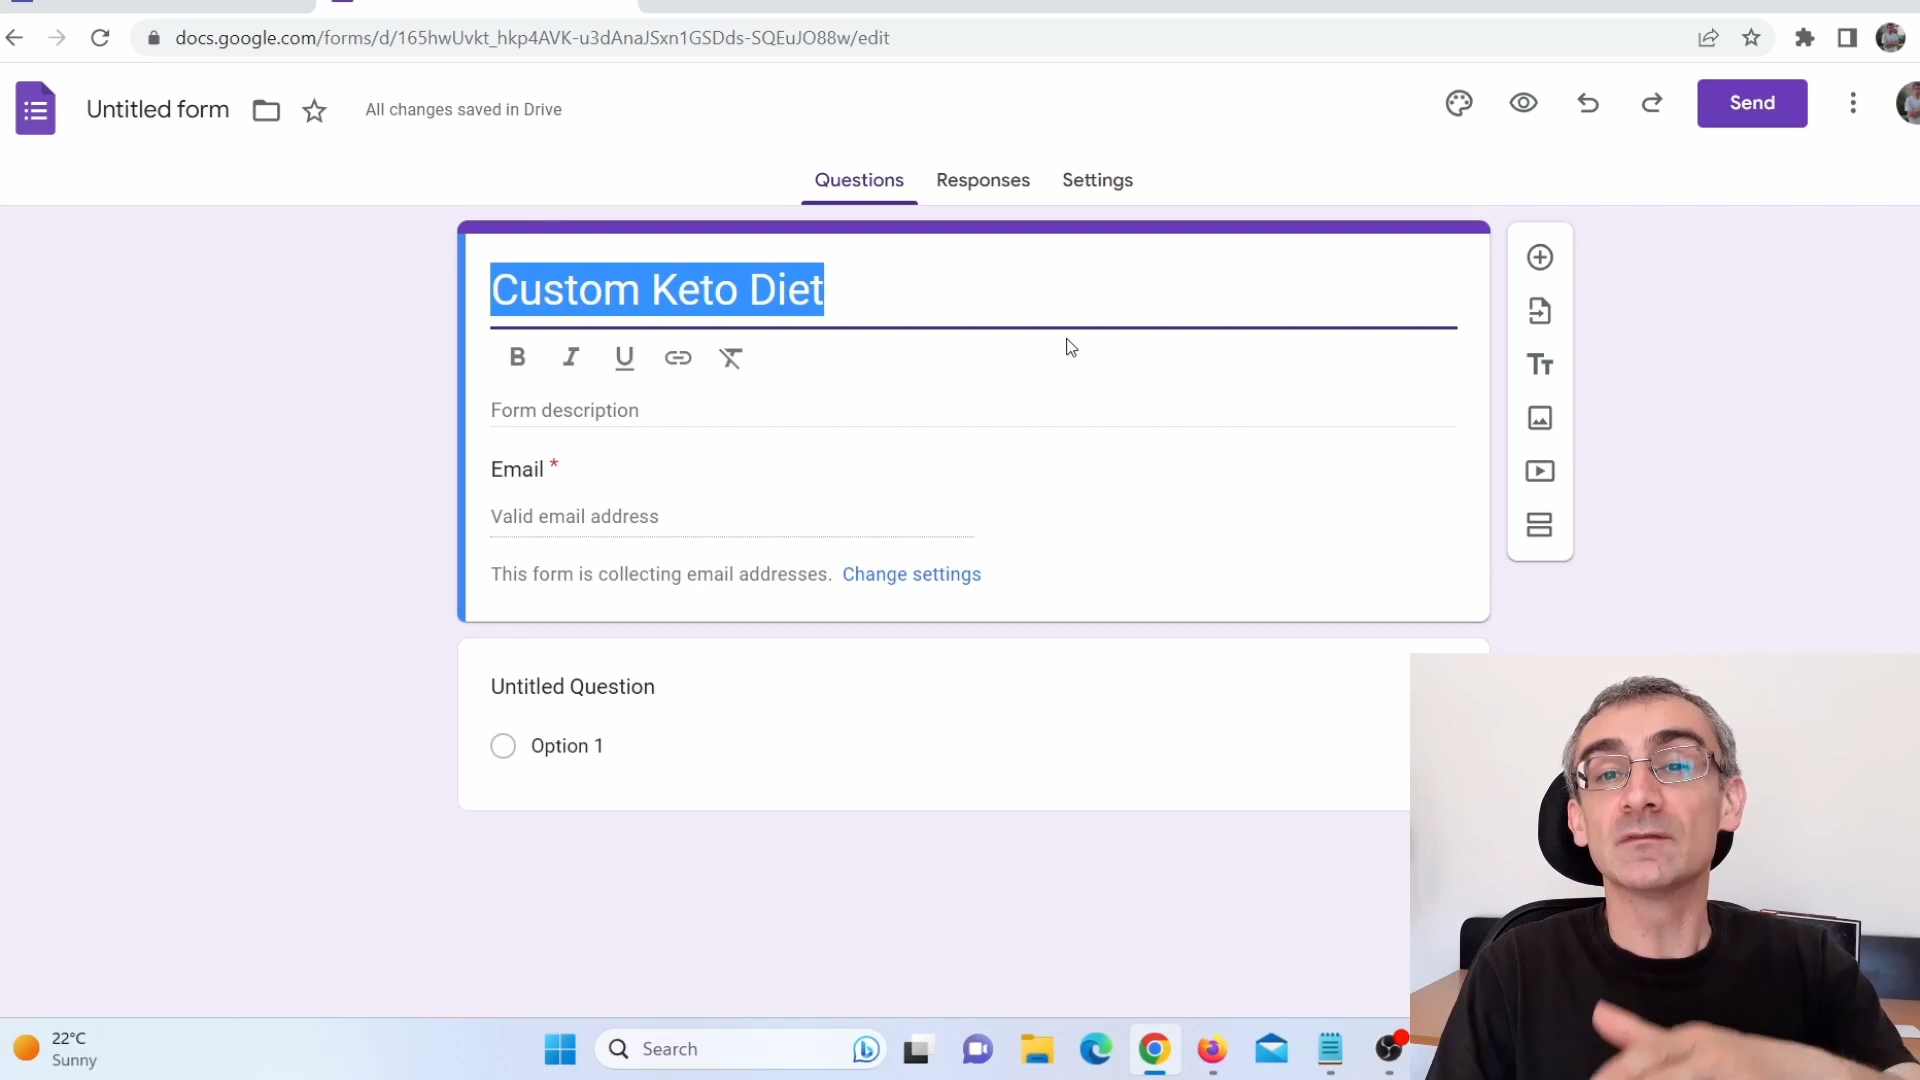 docs.google.com/forms/d/165hwUvkt_hkp4AVK-u3dAnaJSxn1GSDds-SQEuJO88w/edit
Untitled form
All changes saved in Drive
Send
Questions
Responses
Settings
Custom Keto Diet
B I U
Form description
Email *
Valid email address
This form is collecting email addresses. Change settings
Untitled Question
Option 1
22°C
Sunny
Search